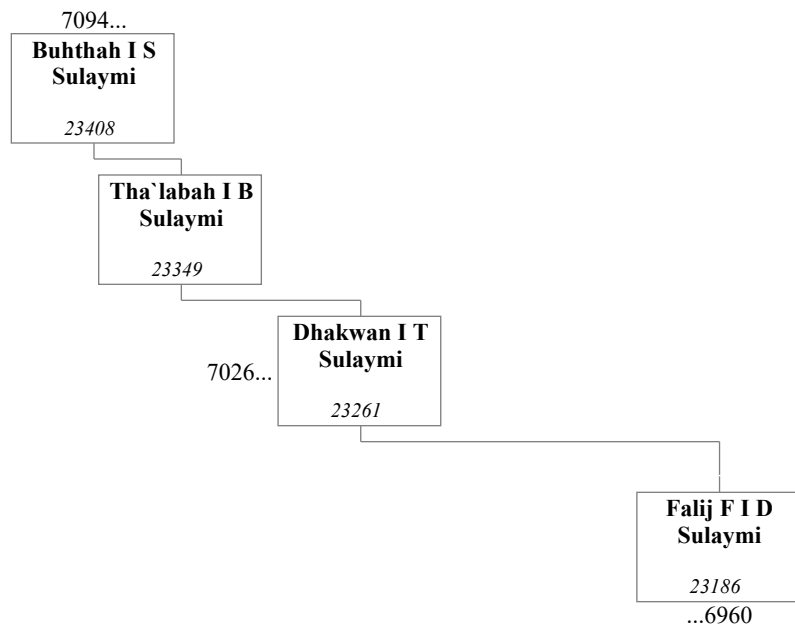 7094...
Buhthah I S
Sulaymi
23408
Tha`labah I B
Sulaymi
23349
Dhakwan I T
Sulaymi
7026...
23261
Falij F I D
Sulaymi
23186
...6960